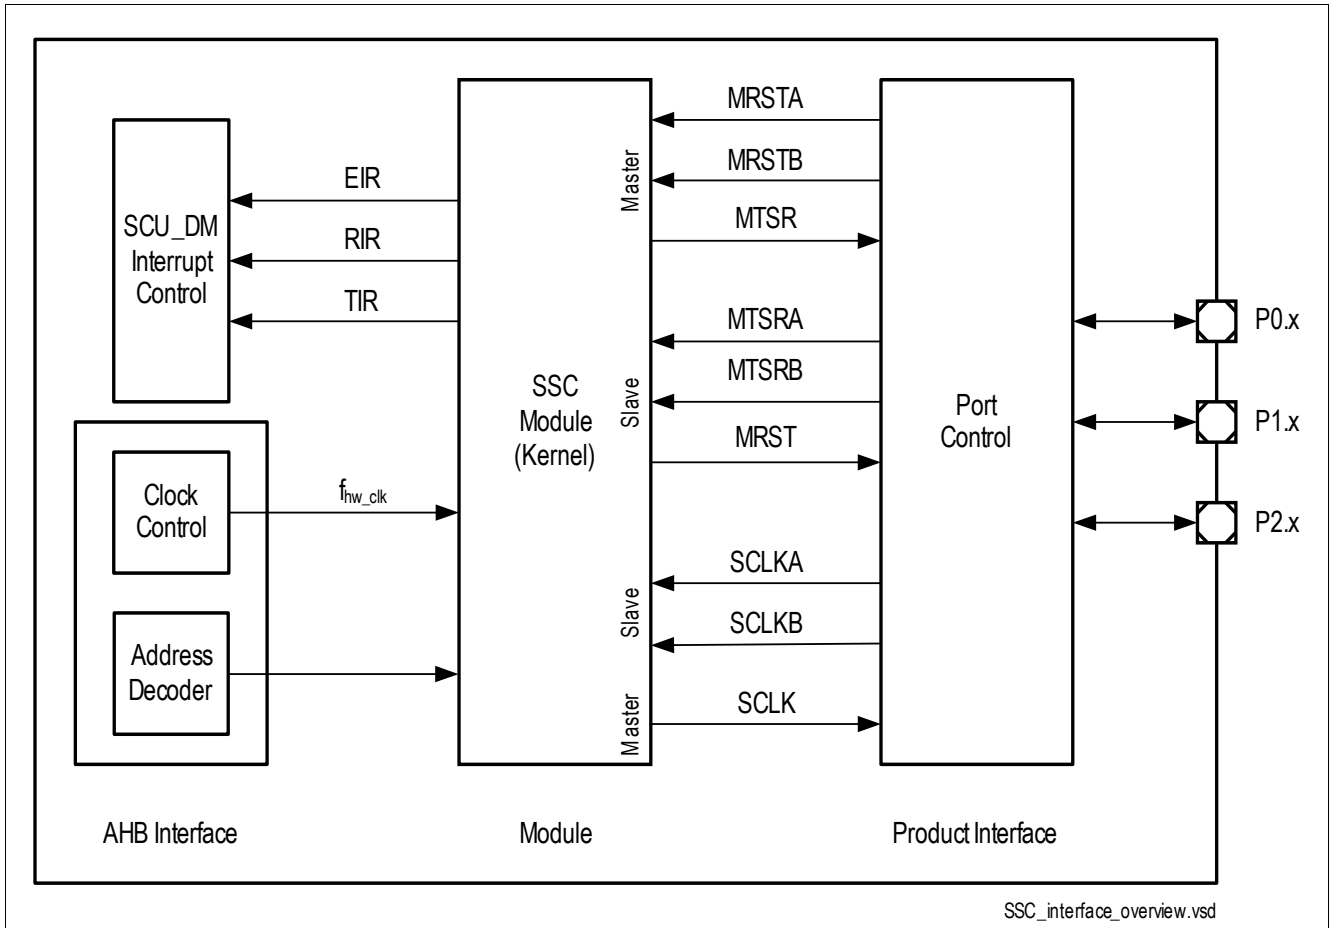 MRSTA
MRSTB
MTSR
Master
EIR
RIR
TIR
SCU_DM
Interrupt
Control
MTSRA
MTSRB
MRST
Slave
SSC
Module
(Kernel)
Port
Control
P0.x
P1.x
P2.x
Clock
Control
fhw_clk
Address
Decoder
SCLKA
SCLKB
Slave
SCLK
Master
AHB Interface
Module
Product Interface
SSC_interface_overview.vsd